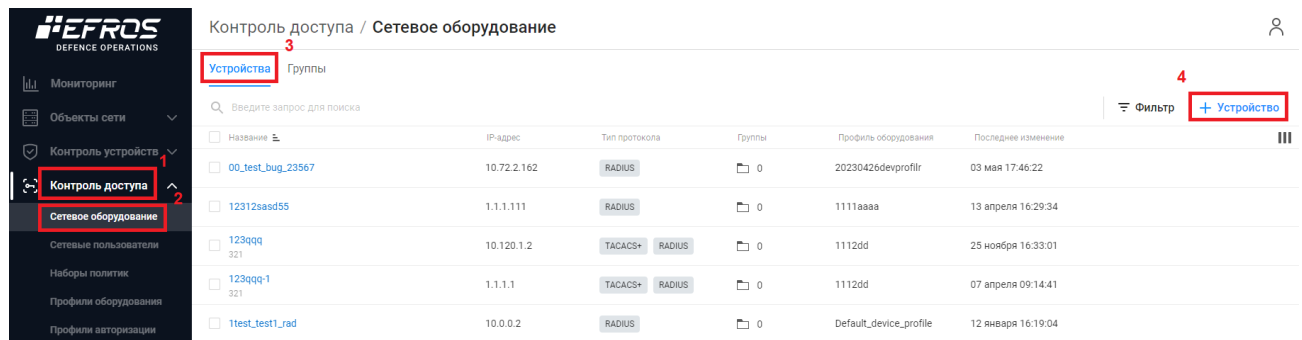 EFROS
DEFENCE OPERATIONS
Мониторинг
Объекты сети
Контроль устройств
1
Контроль доступа
2
Сетевое оборудование
Сетевые пользователи
Наборы политик
Профили оборудования
Профили авторизации
Контроль доступа / Сетевое оборудование
3
Устройства Группы
4
Введите запрос для поиска Фильтр + Устройство
Название IP-адрес Тип протокола Группы Профиль оборудования Последнее изменение
00_test_bug_23567 10.72.2.162 RADIUS 0 20230426devprofilr 03 мая 17:46:22
12312sasd55 1.1.1.111 RADIUS 0 1111aaaa 13 апреля 16:29:34
123qqq 10.120.1.2 TACACS+ RADIUS 0 1112dd 25 ноября 16:33:01
321
123qqq-1 1.1.1.1 TACACS+ RADIUS 0 1112dd 07 апреля 09:14:41
321
1test_test1_rad 10.0.0.2 RADIUS 0 Default_device_profile 12 января 16:19:04